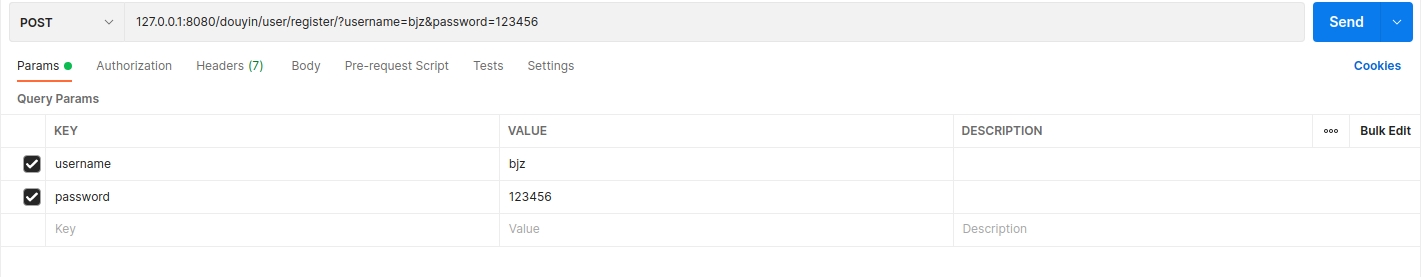 POST 127.0.0.1:8080/douyin/user/register/?username=bjz&password=123456 Send
Params Authorization Headers (7) Body Pre-request Script Tests Settings Cookies
Query Params
KEY VALUE DESCRIPTION Bulk Edit
username bjz
password 123456
Key Value Description